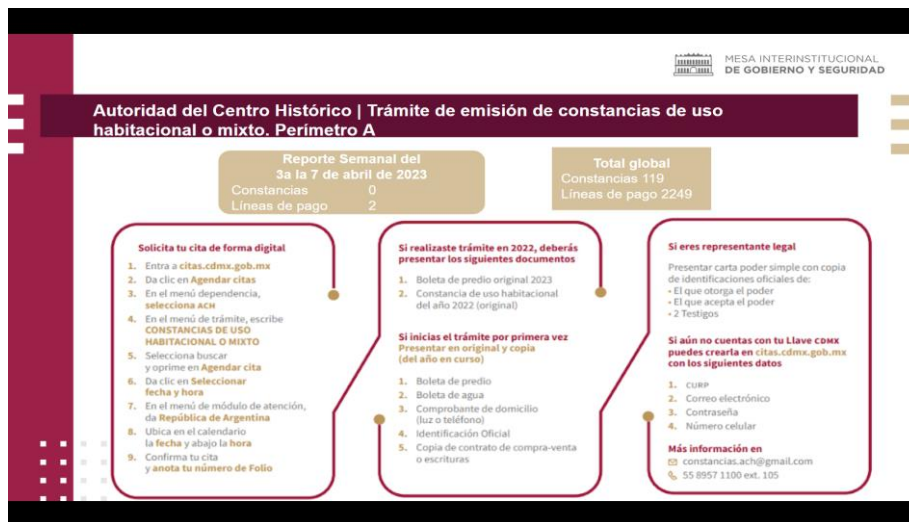 MESA INTERINSTITUCIONAL
DE GOBIERNO Y SEGURIDAD
Autoridad del Centro Histórico | Trámite de emisión de constancias de uso
habitacional o mixto. Perímetro A
Reporte Semanal del
3a la 7 de abril de 2023
Constancias 0
Líneas de pago 2
Total global
Constancias 119
Líneas de pago 2249
Solicita tu cita de forma digital
1. Entra a citas.cdmx.gob.mx
2. Da clic en Agendar citas
3. En el menú dependencia,
selecciona ACH
4. En el menú de trámite, escribe
CONSTANCIAS DE USO
HABITACIONAL O MIXTO
5. Selecciona buscar
y oprime en Agendar cita
6. Da clic en Seleccionar
fecha y hora
7. En el menú de módulo de atención,
da República de Argentina
8. Ubica en el calendario
la fecha y abajo la hora
9. Confirma tu cita
y anota tu número de Folio
Si realizaste trámite en 2022, deberás
presentar los siguientes documentos
1. Boleta de predio original 2023
2. Constancia de uso habitacional
del año 2022 (original)
Si inicias el trámite por primera vez
Presentar en original y copia
(del año en curso)
1. Boleta de predio
2. Boleta de agua
3. Comprobante de domicilio
(luz o teléfono)
4. Identificación Oficial
5. Copia de contrato de compra-venta
o escrituras
Si eres representante legal
Presentar carta poder simple con copia
de identificaciones oficiales de:
• El que otorga el poder
• El que acepta el poder
• 2 Testigos
Si aún no cuentas con tu Llave CDMX
puedes crearla en citas.cdmx.gob.mx
con los siguientes datos
1. CURP
2. Correo electrónico
3. Contraseña
4. Número celular
Más información en
constancias.ach@gmail.com
55 8957 1100 ext. 105